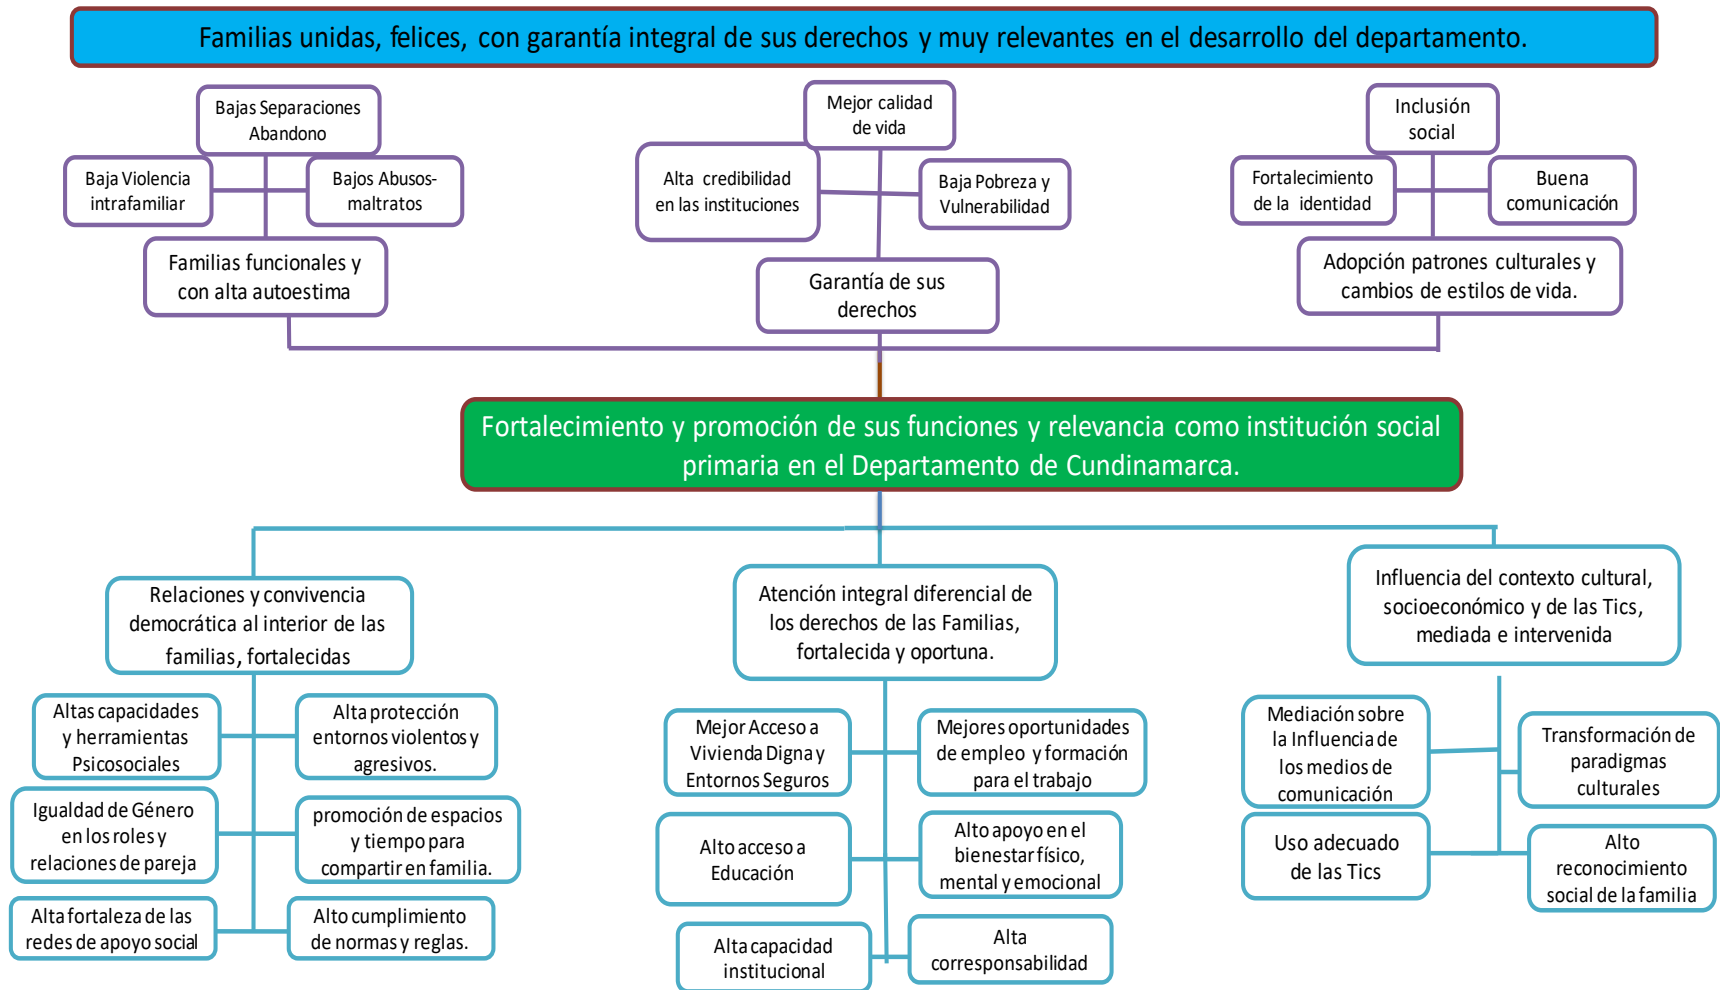 Familias unidas, felices, con garantía integral de sus derechos y muy relevantes en el desarrollo del departamento.
Bajas Separaciones
Abandono
Baja Violencia
intrafamiliar
Bajos Abusos-
maltratos
Familias funcionales y
con alta autoestima
Mejor calidad
de vida
Alta credibilidad
en las instituciones
Baja Pobreza y
Vulnerabilidad
Garantía de sus
derechos
Inclusión
social
Fortalecimiento
de la identidad
Buena
comunicación
Adopción patrones culturales y
cambios de estilos de vida.
Fortalecimiento y promoción de sus funciones y relevancia como institución social
primaria en el Departamento de Cundinamarca.
Relaciones y convivencia
democrática al interior de las
familias, fortalecidas
Altas capacidades
y herramientas
Psicosociales
Alta protección
entornos violentos y
agresivos.
Igualdad de Género
en los roles y
relaciones de pareja
promoción de espacios
y tiempo para
compartir en familia.
Alta fortaleza de las
redes de apoyo social
Alto cumplimiento
de normas y reglas.
Atención integral diferencial de
los derechos de las Familias,
fortalecida y oportuna.
Mejor Acceso a
Vivienda Digna y
Entornos Seguros
Mejores oportunidades
de empleo y formación
para el trabajo
Alto acceso a
Educación
Alto apoyo en el
bienestar físico,
mental y emocional
Alta capacidad
institucional
Alta
corresponsabilidad
Influencia del contexto cultural,
socioeconómico y de las Tics,
mediada e intervenida
Mediación sobre
la Influencia de
los medios de
comunicación
Transformación de
paradigmas
culturales
Uso adecuado
de las Tics
Alto
reconocimiento
social de la familia